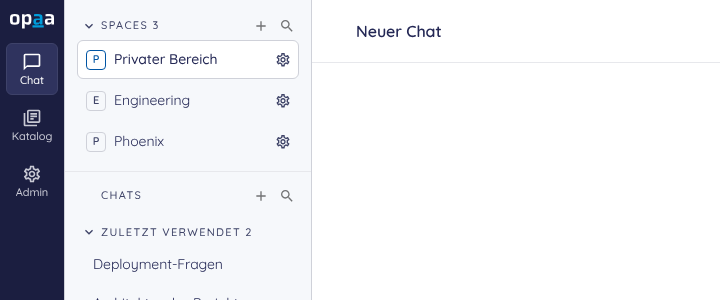 opaa
SPACES 3
P Privater Bereich
E Engineering
P Phoenix
CHATS
ZULETZT VERWENDET 2
Deployment-Fragen
Chat
Katalog
Admin
Neuer Chat